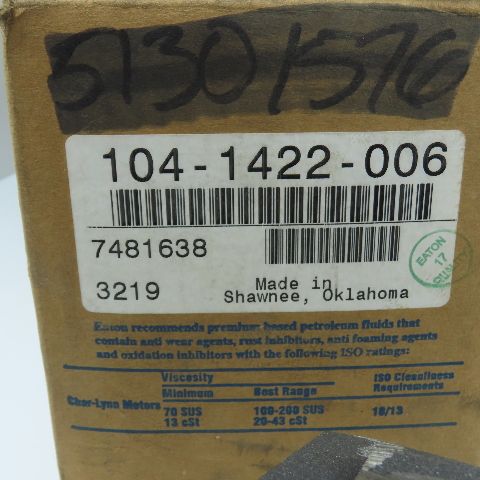 51301576
104-1422-006
7481638
3219
Made in
Shawnee, Oklahoma
EATON
17
Eaton recommends premium based petroleum fluids that
contain anti wear agents, rust inhibitors, anti foaming agents
and oxidation inhibitors with the following ISO ratings:
Viscosity
ISO Cleanliness
Minimum Best Range Requirements
Char-Lynn Motors 70 SUS 100-200 SUS 18/13
13 cSt 20-43 cSt